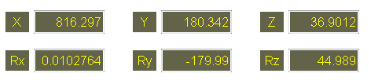 X 816.297 Y 180.342 Z 36.9012
Rx 0.0102764 Ry -179.99 Rz 44.989